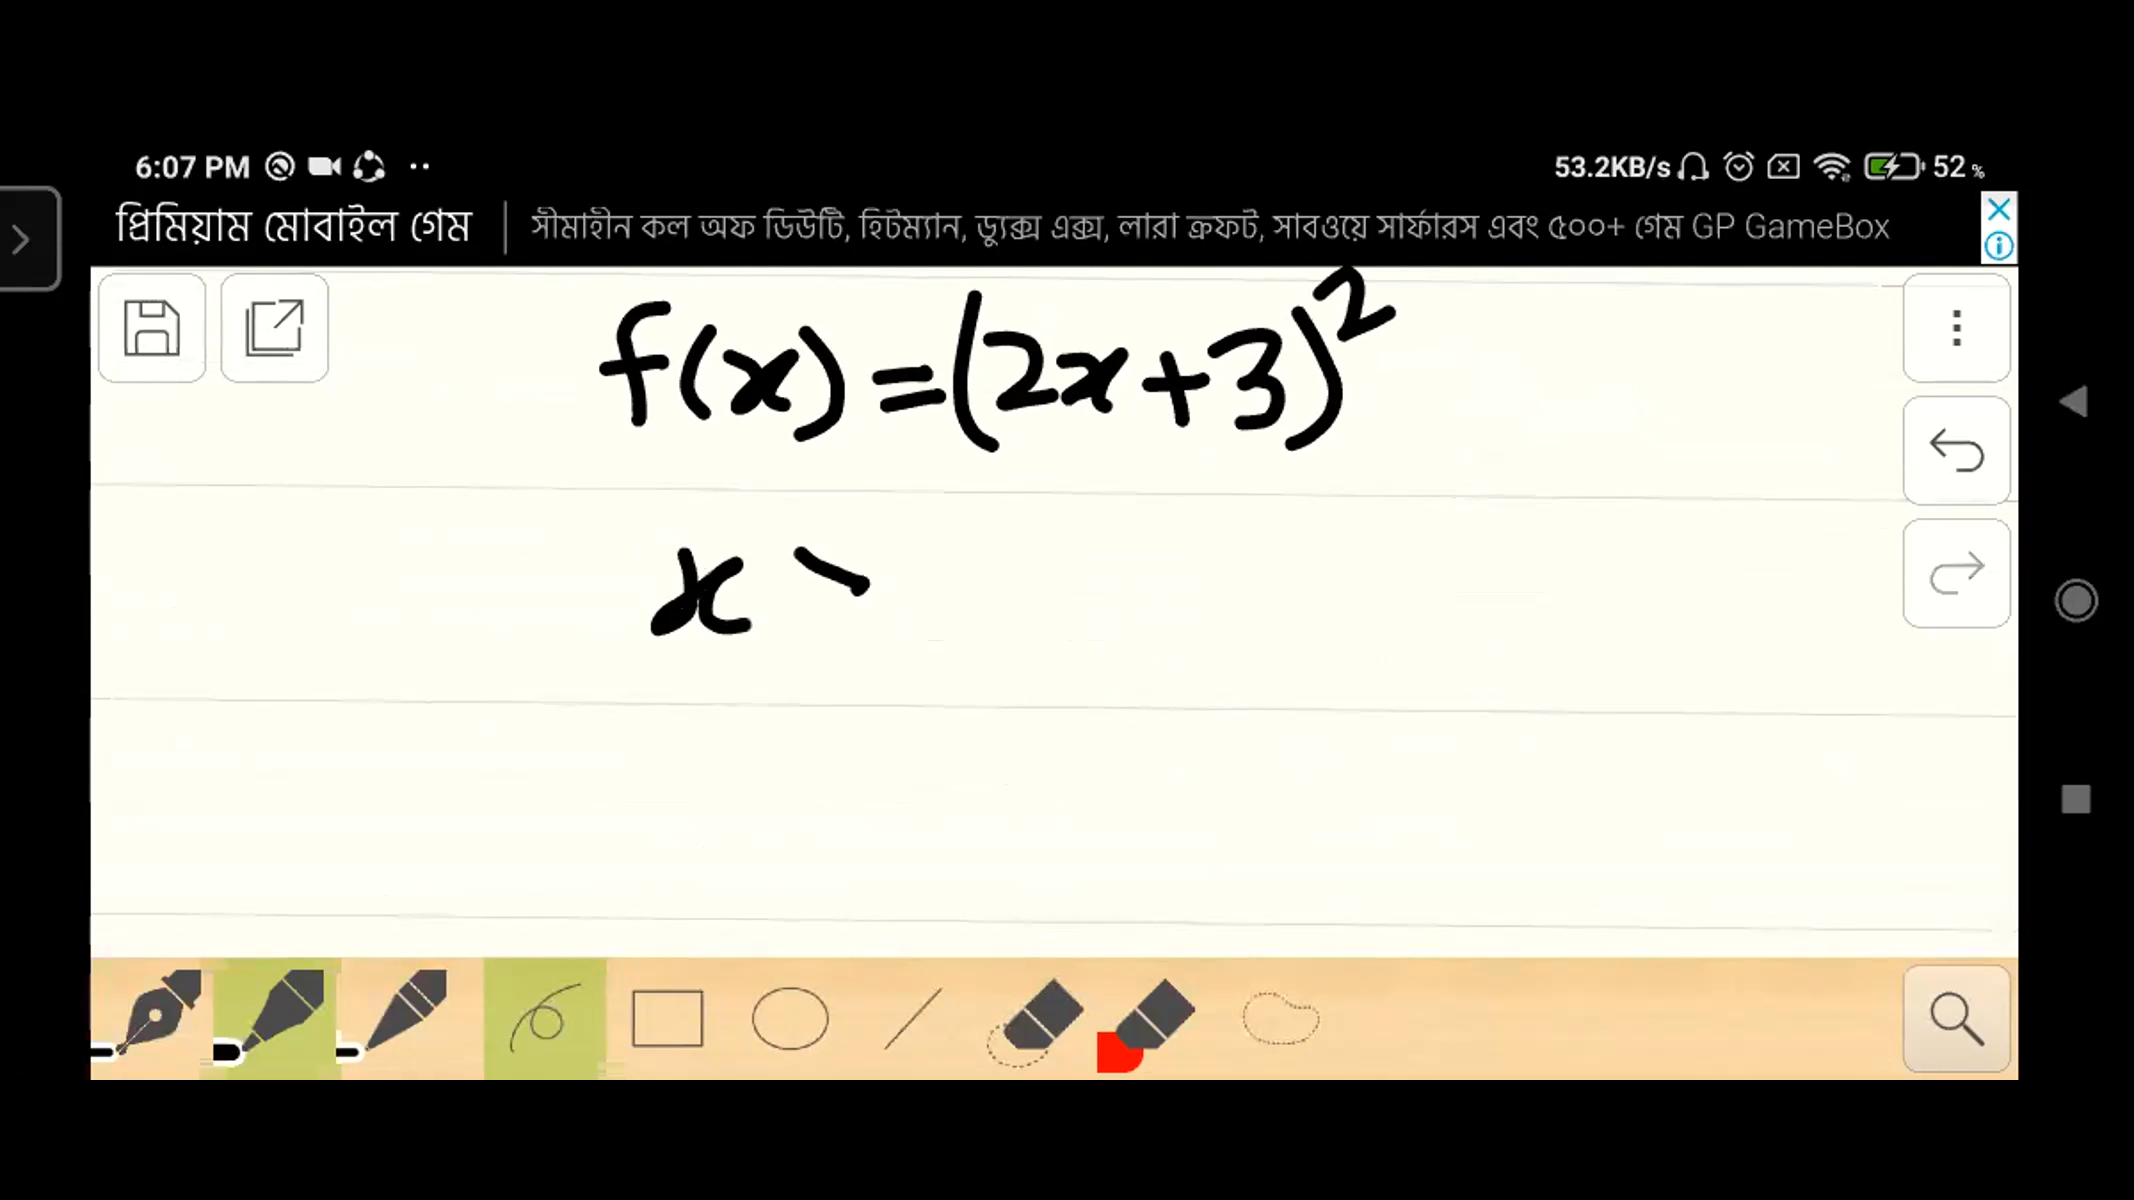 6:07 PM 53.2KB/s 52 %
প্রিমিয়াম মোবাইল গেম সীমাহীন কল অফ ডিউটি, হিটম্যান, ড্যুক্স এক্স, লারা ক্রফট, সাবওয়ে সার্ফারস এবং ৫০০+ গেম GP GameBox
f(x)=(2x+3)²
x